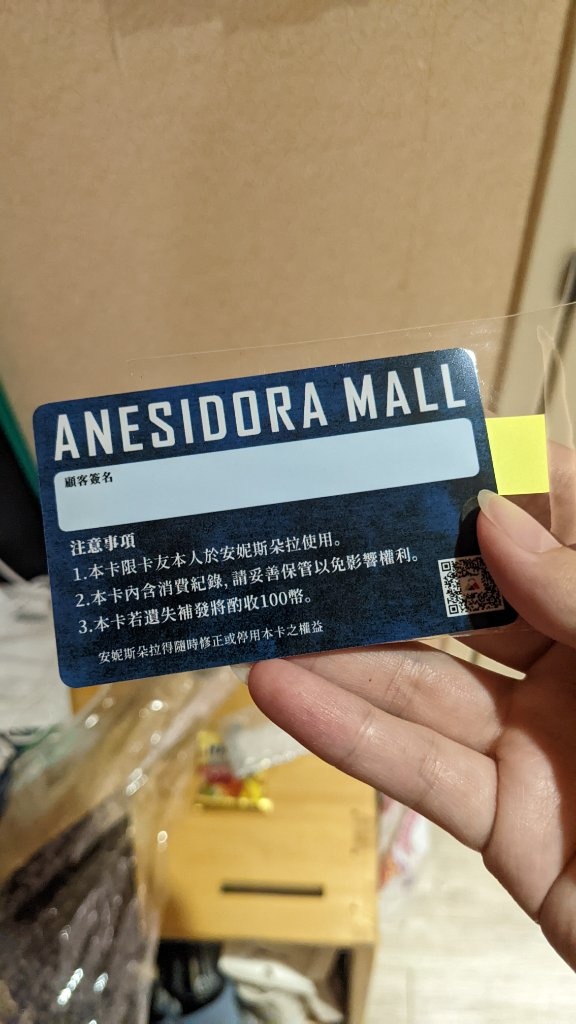 ANESIDORA MALL
顧客簽名
注意事項
1.本卡限卡友本人於安妮斯朵拉使用。
2.本卡內含消費紀錄,請妥善保管以免影響權利。
3.本卡若遺失補發將酌收100幣。
安妮斯朵拉得隨時修正或停用本卡之權益